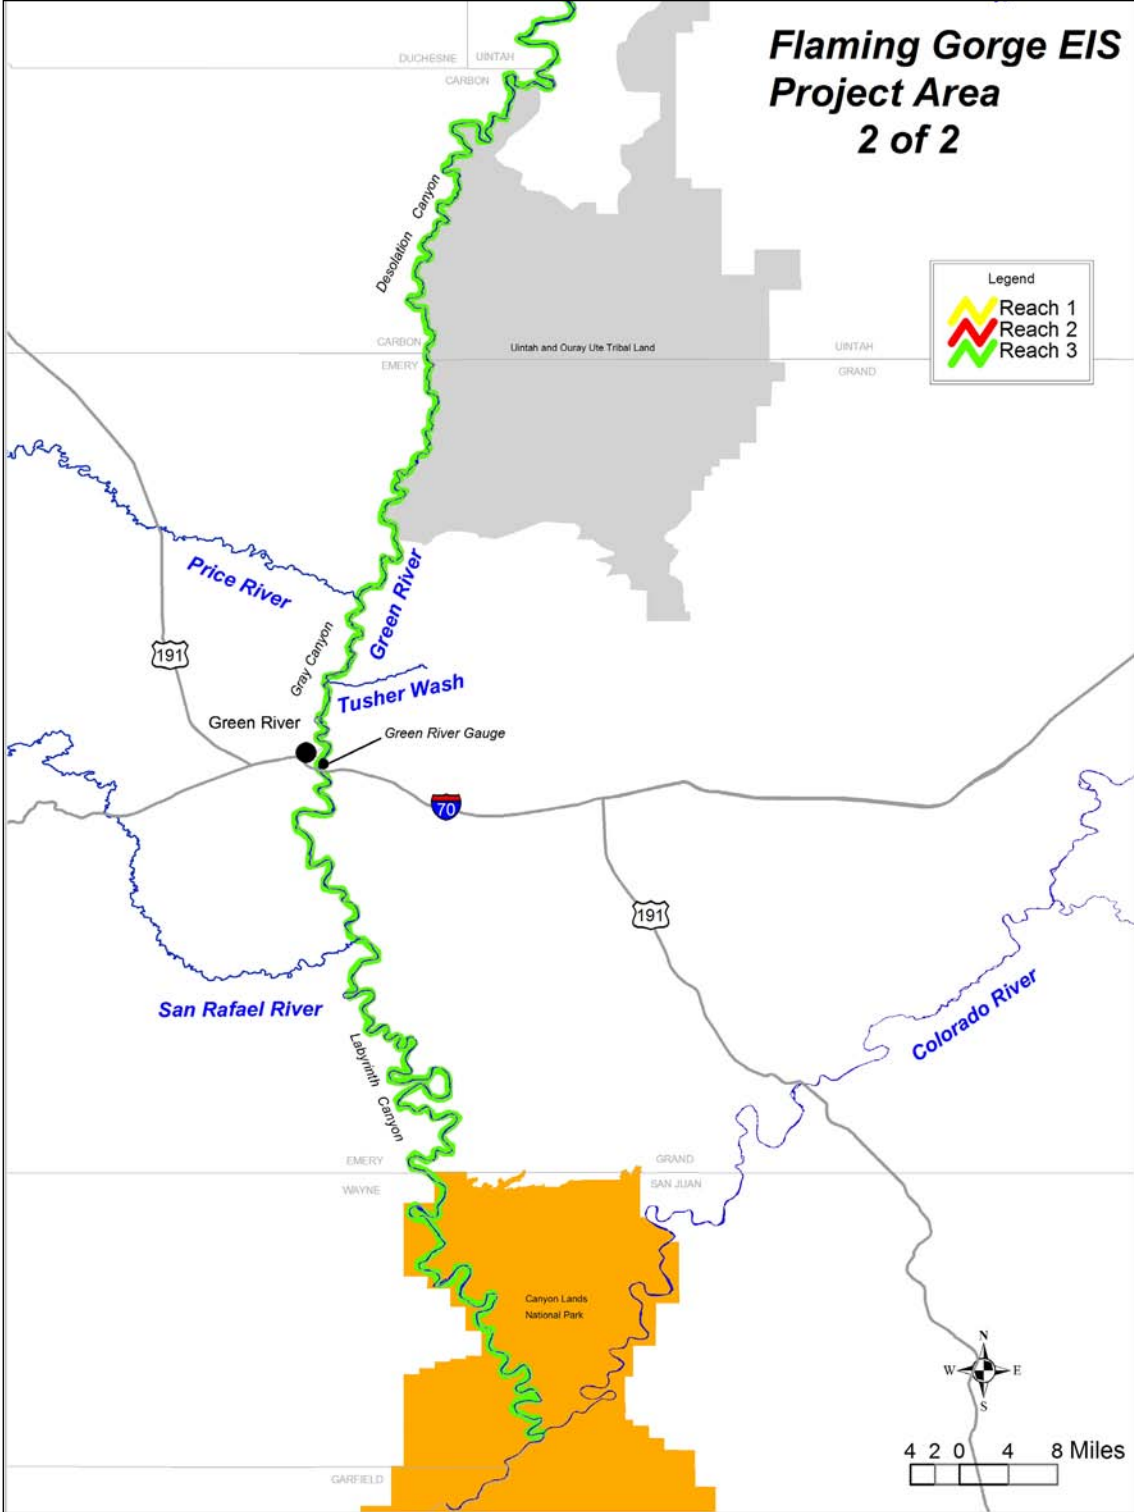 Flaming Gorge EIS
Project Area
2 of 2
DUCHESNE
UINTAH
CARBON
Desolation Canyon
Legend
Reach 1
Reach 2
Reach 3
CARBON
EMERY
Uintah and Ouray Ute Tribal Land
UINTAH
GRAND
Price River
Green River
191
Gray Canyon
Tusher Wash
Green River
Green River Gauge
70
191
San Rafael River
Colorado River
Labyrinth Canyon
EMERY
WAYNE
GRAND
SAN JUAN
Canyon Lands
National Park
N
W E
S
4 2 0 4 8 Miles
GARFIELD